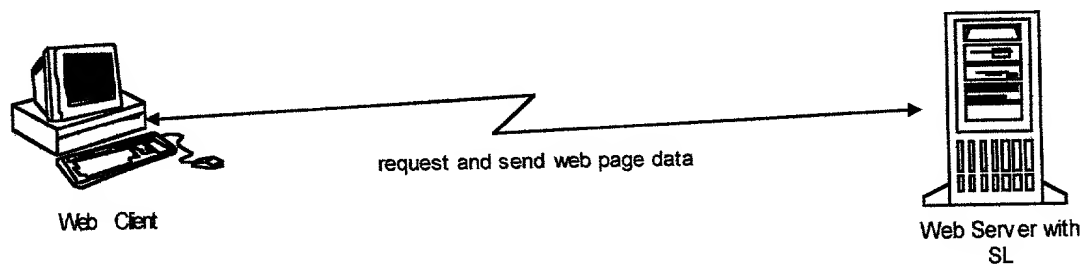 request and send web page data
Web Client
Web Server with
SL